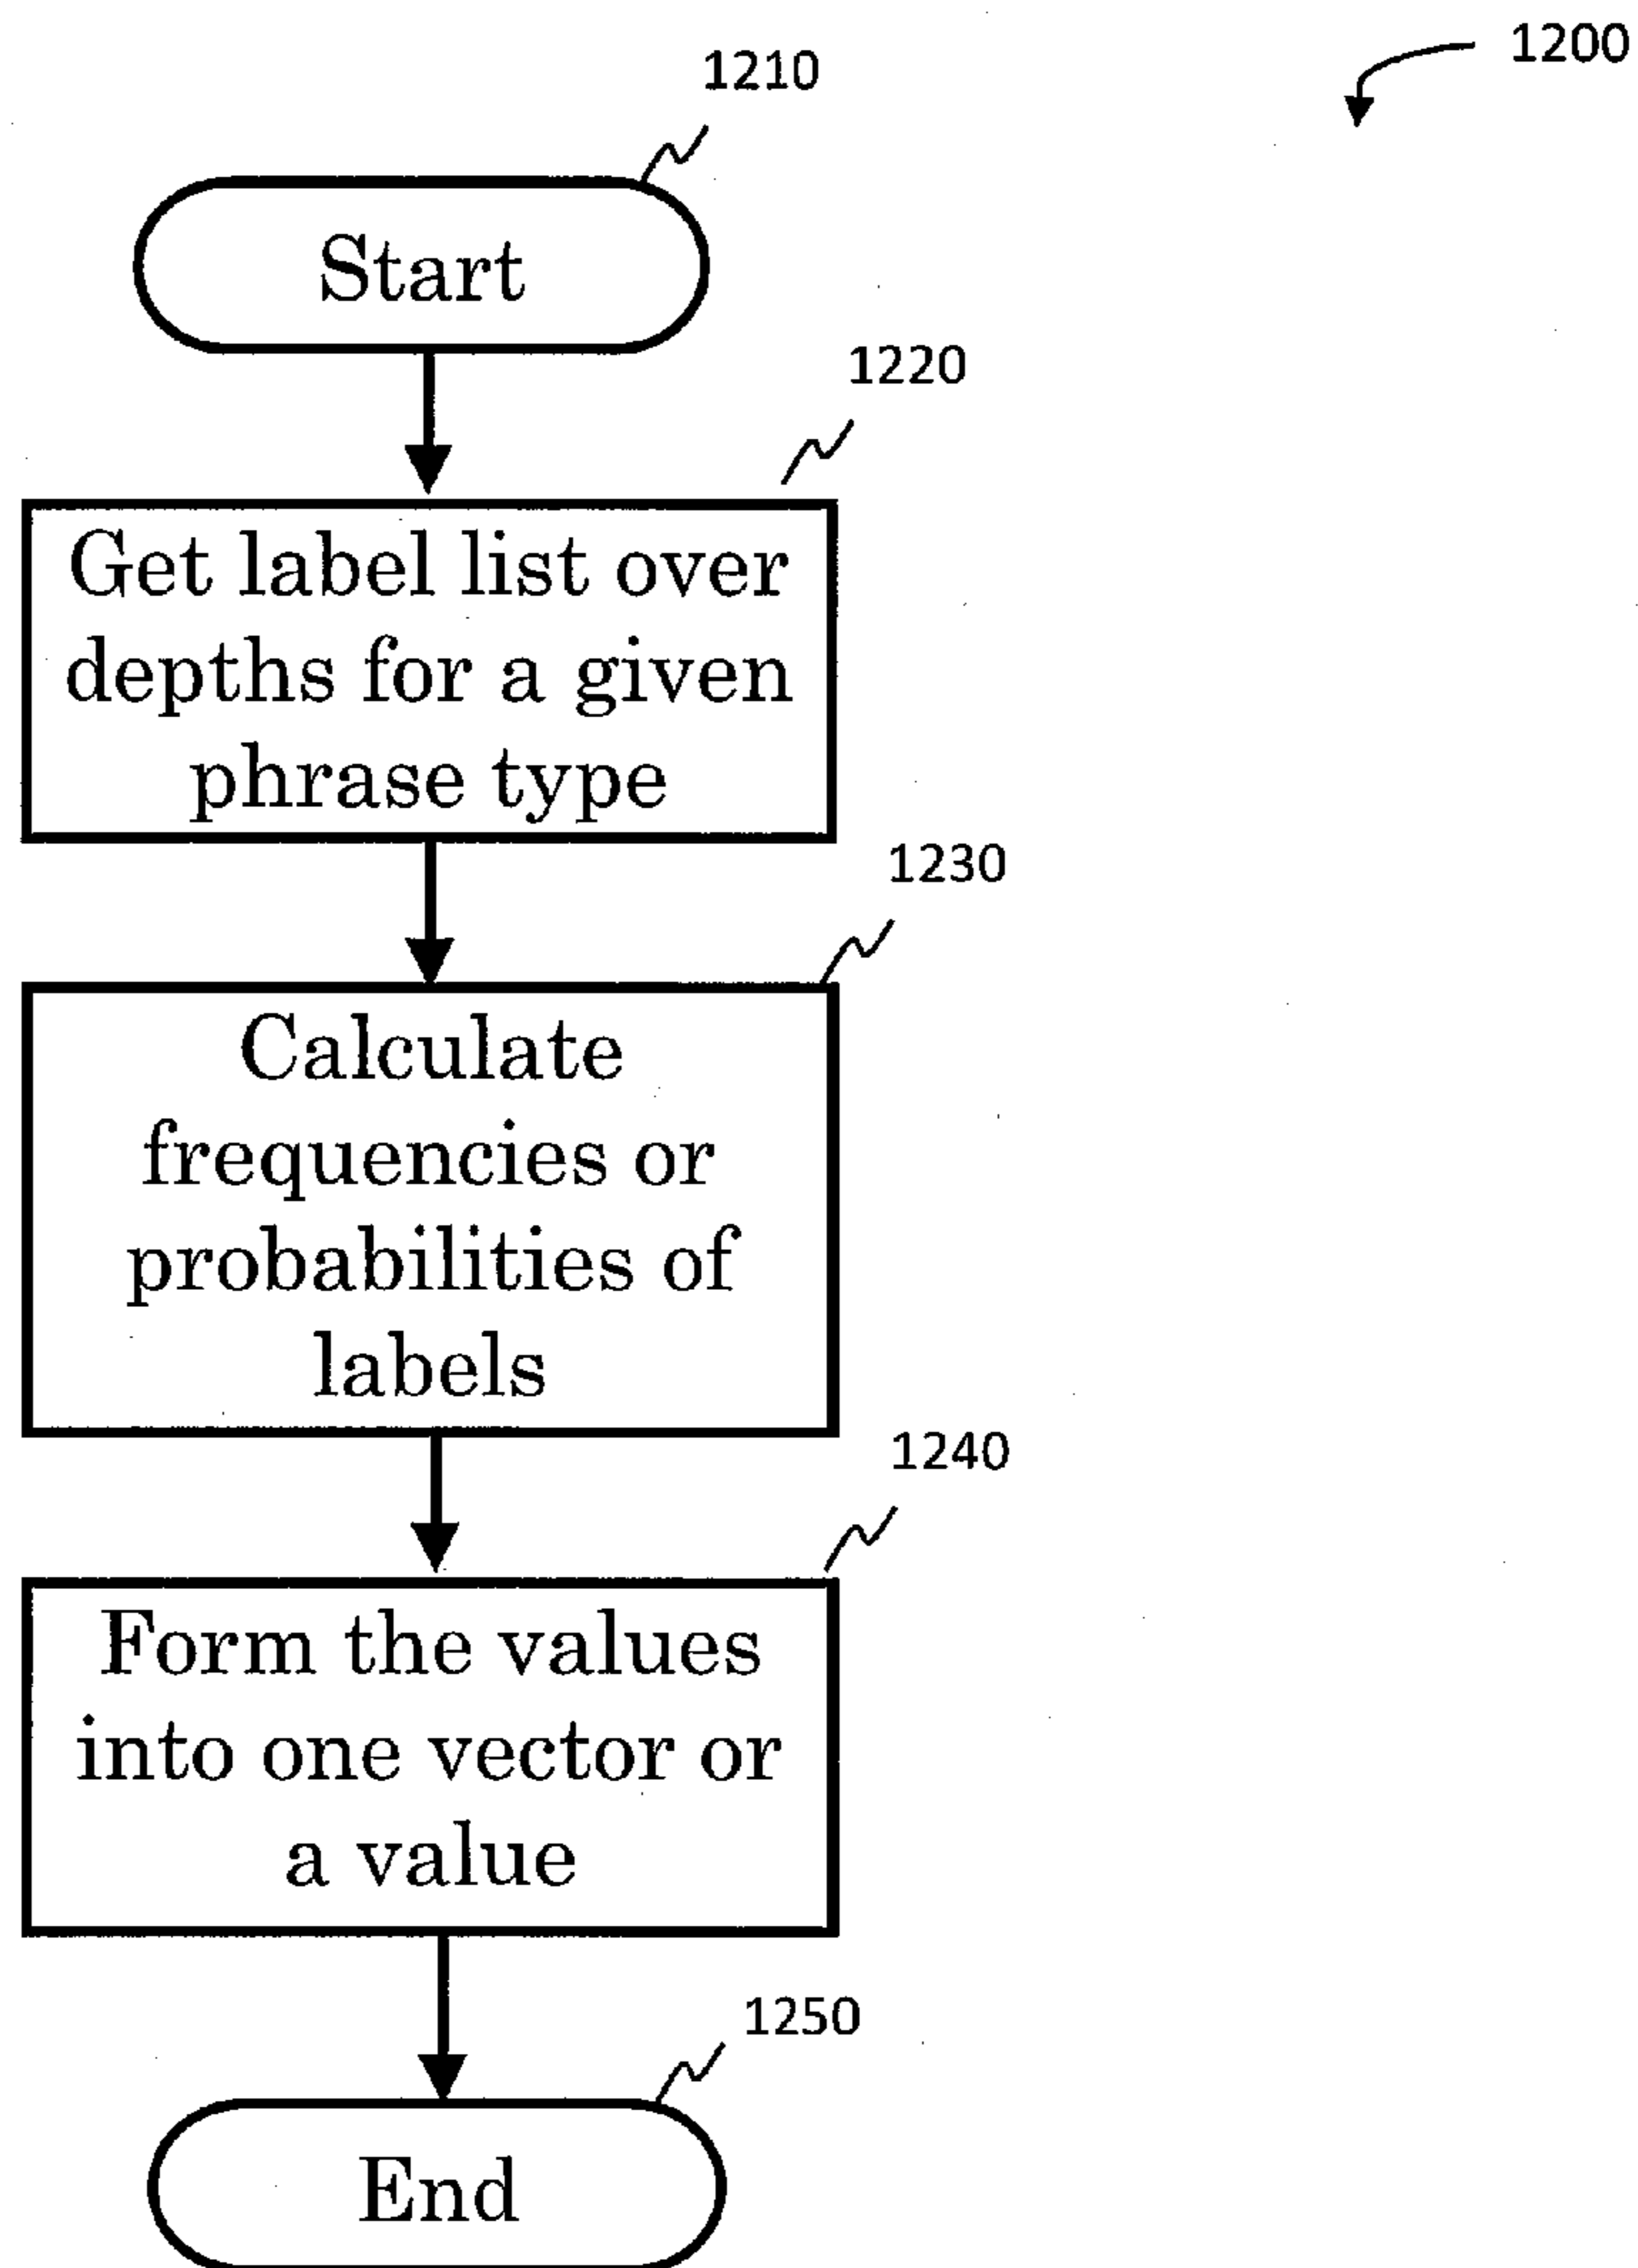 1200
1210
Start
1220
Get label list over
depths for a given
phrase type
1230
Calculate
frequencies or
probabilities of
labels
1240
Form the values
into one vector or
a value
1250
End